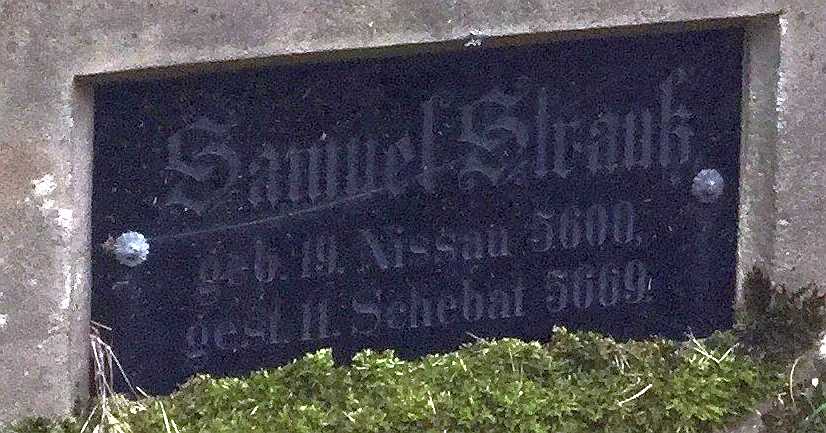 Samuel Strauß
geb. 19. Nissan 5600,
gest. 11. Schebat 5669.